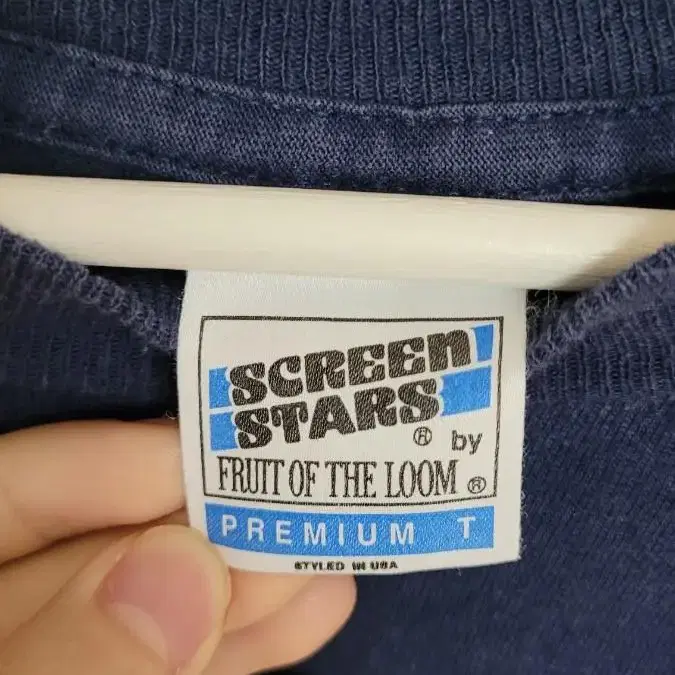 SCREEN
STARS
® by
FRUIT OF THE LOOM ®
PREMIUM T
STYLED IN USA